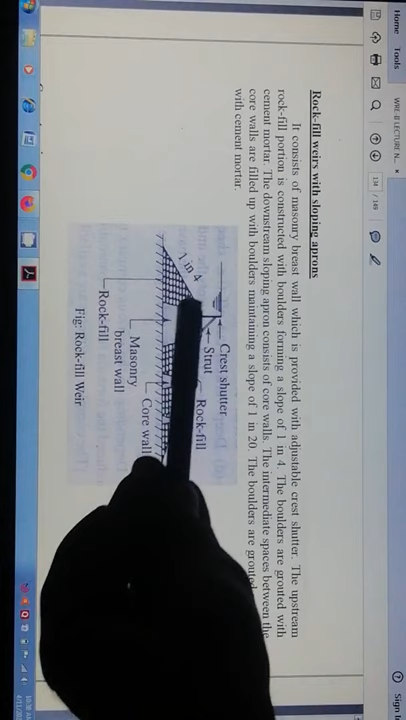 Home Tools
WRE-II LECTURE N... ×
Sign I
134 / 149
Rock-fill weirs with sloping aprons
It consists of masonry breast wall which is provided with adjustable crest shutter. The upstream
rock-fill portion is constructed with boulders forming a slope of 1 in 4. The boulders are grouted with
cement mortar. The downstream sloping apron consists of core walls. The intermediate spaces between the
core walls are filled up with boulders maintaining a slope of 1 in 20. The boulders are grouted
with cement mortar.
Crest shutter
Strut
Rock-fill
1 in 4
Core wall
Masonry
breast wall
Rock-fill
Fig: Rock-fill Weir